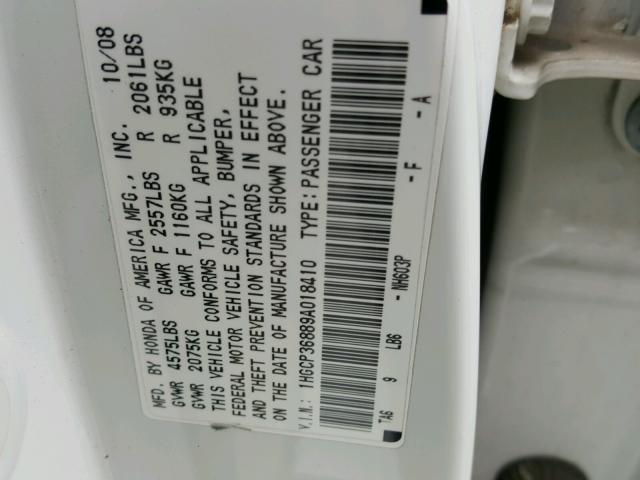 MFD. BY HONDA OF AMERICA MFG., INC. 10/08
GVWR 4575LBS GAWR F 2557LBS R 2061LBS
GVWR 2075KG GAWR F 1160KG R 935KG
THIS VEHICLE CONFORMS TO ALL APPLICABLE
FEDERAL MOTOR VEHICLE SAFETY, BUMPER,
AND THEFT PREVENTION STANDARDS IN EFFECT
ON THE DATE OF MANUFACTURE SHOWN ABOVE.
V.I.N.: 1HGCP36889A018410 TYPE:PASSENGER CAR
TAG 9 LB6 -NH603P -F -A